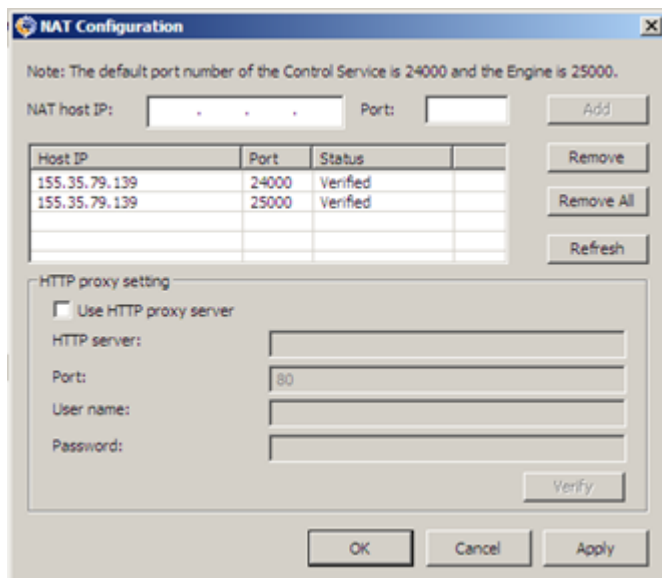 NAT Configuration
Note: The default port number of the Control Service is 24000 and the Engine is 25000.
NAT host IP: . . . Port: Add
Host IP Port Status
155.35.79.139 24000 Verified
155.35.79.139 25000 Verified
Remove
Remove All
Refresh
HTTP proxy setting
Use HTTP proxy server
HTTP server:
Port: 80
User name:
Password:
Verify
OK Cancel Apply